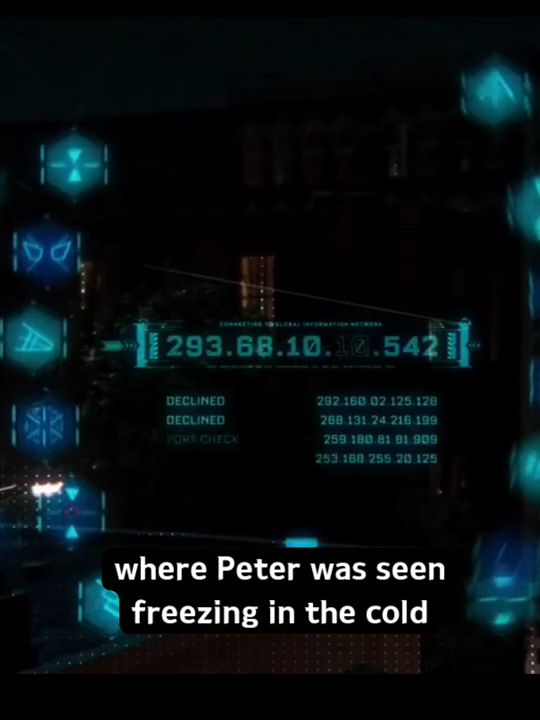 CONNECTING TO GLOBAL INFORMATION NETWORK
293.68.10.10.542
DECLINED 292.160.02.125.128
DECLINED 268.131.24.216.199
PORT CHECK 259.180.81.81.909
253.168.255.20.125
where Peter was seen
freezing in the cold